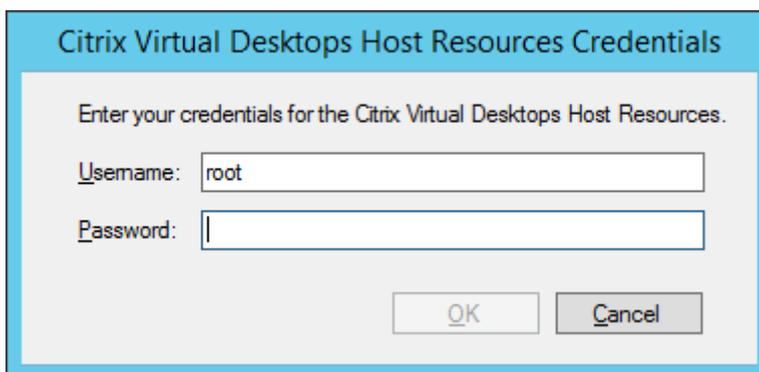 Citrix Virtual Desktops Host Resources Credentials
Enter your credentials for the Citrix Virtual Desktops Host Resources.
Username: root
Password:
OK Cancel